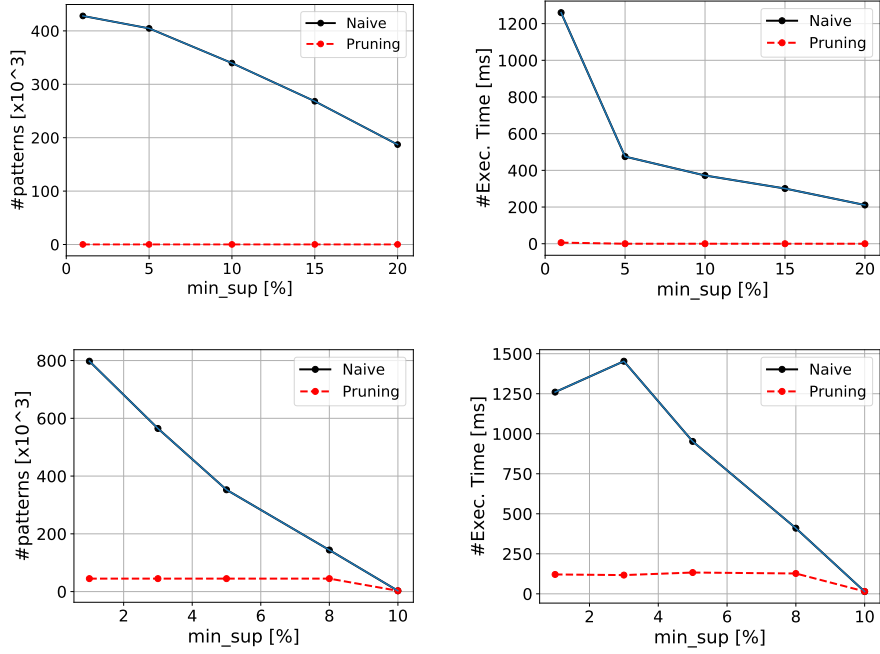 #patterns [x10^3]
400
300
200
100
0
0
5
10
15
20
min_sup [%]
Naive
Pruning
#Exec. Time [ms]
1200
1000
800
600
400
200
0
0
5
10
15
20
min_sup [%]
Naive
Pruning
#patterns [x10^3]
800
600
400
200
0
2
4
6
8
10
min_sup [%]
Naive
Pruning
#Exec. Time [ms]
1500
1250
1000
750
500
250
0
2
4
6
8
10
min_sup [%]
Naive
Pruning